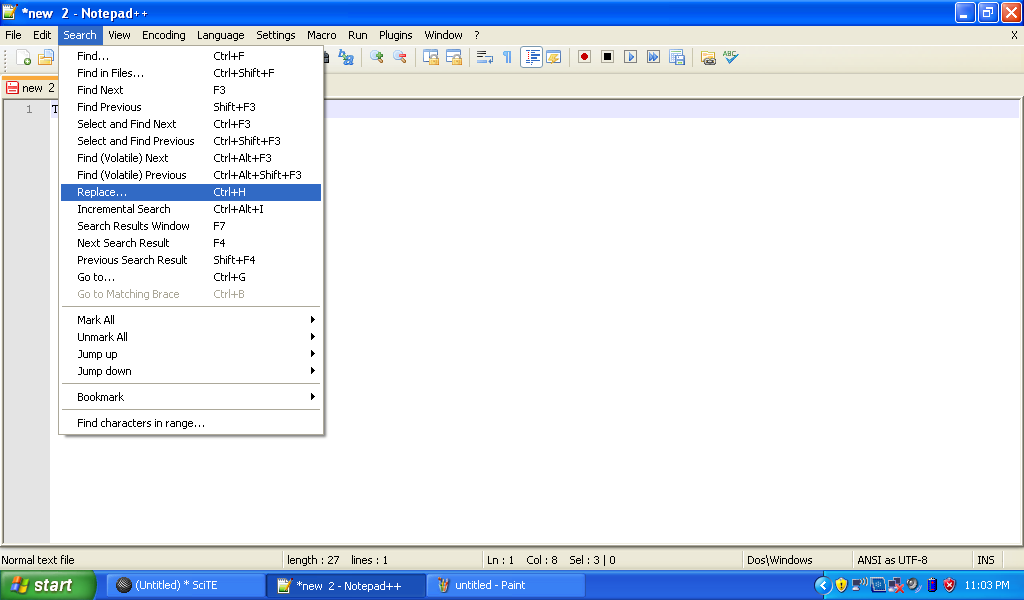 *new  2 - Notepad++
File Edit Search View Encoding Language Settings Macro Run Plugins Window ? X
Find... Ctrl+F
Find in Files... Ctrl+Shift+F
new 2
Find Next F3
Find Previous Shift+F3
1 T
Select and Find Next Ctrl+F3
Select and Find Previous Ctrl+Shift+F3
Find (Volatile) Next Ctrl+Alt+F3
Find (Volatile) Previous Ctrl+Alt+Shift+F3
Replace... Ctrl+H
Incremental Search Ctrl+Alt+I
Search Results Window F7
Next Search Result F4
Previous Search Result Shift+F4
Go to... Ctrl+G
Go to Matching Brace Ctrl+B
Mark All
Unmark All
Jump up
Jump down
Bookmark
Find characters in range...
Normal text file length : 27 lines : 1 Ln : 1 Col : 8 Sel : 3 | 0 Dos\Windows ANSI as UTF-8 INS
start (Untitled) * SciTE *new  2 - Notepad++ untitled - Paint 11:03 PM